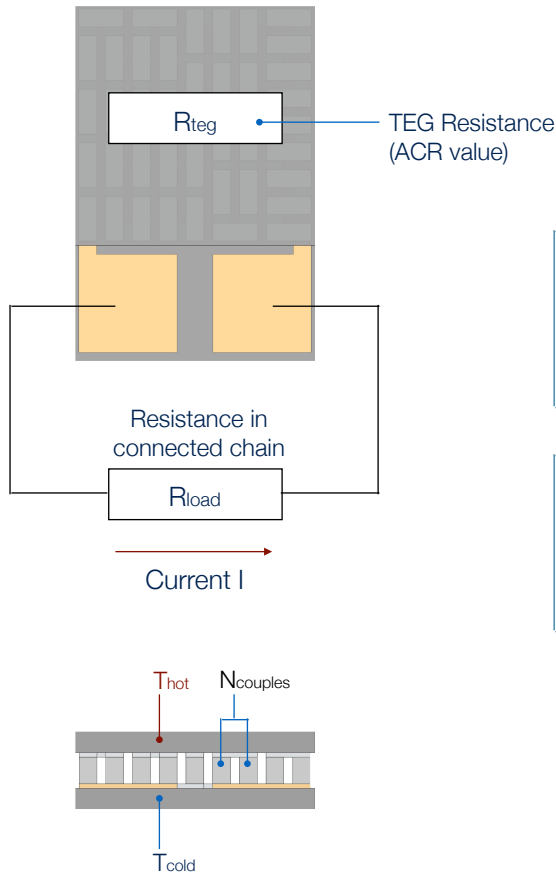 Rteg
TEG Resistance
(ACR value)
Resistance in
connected chain
Rload
Current I
Thot
Ncouples
Tcold